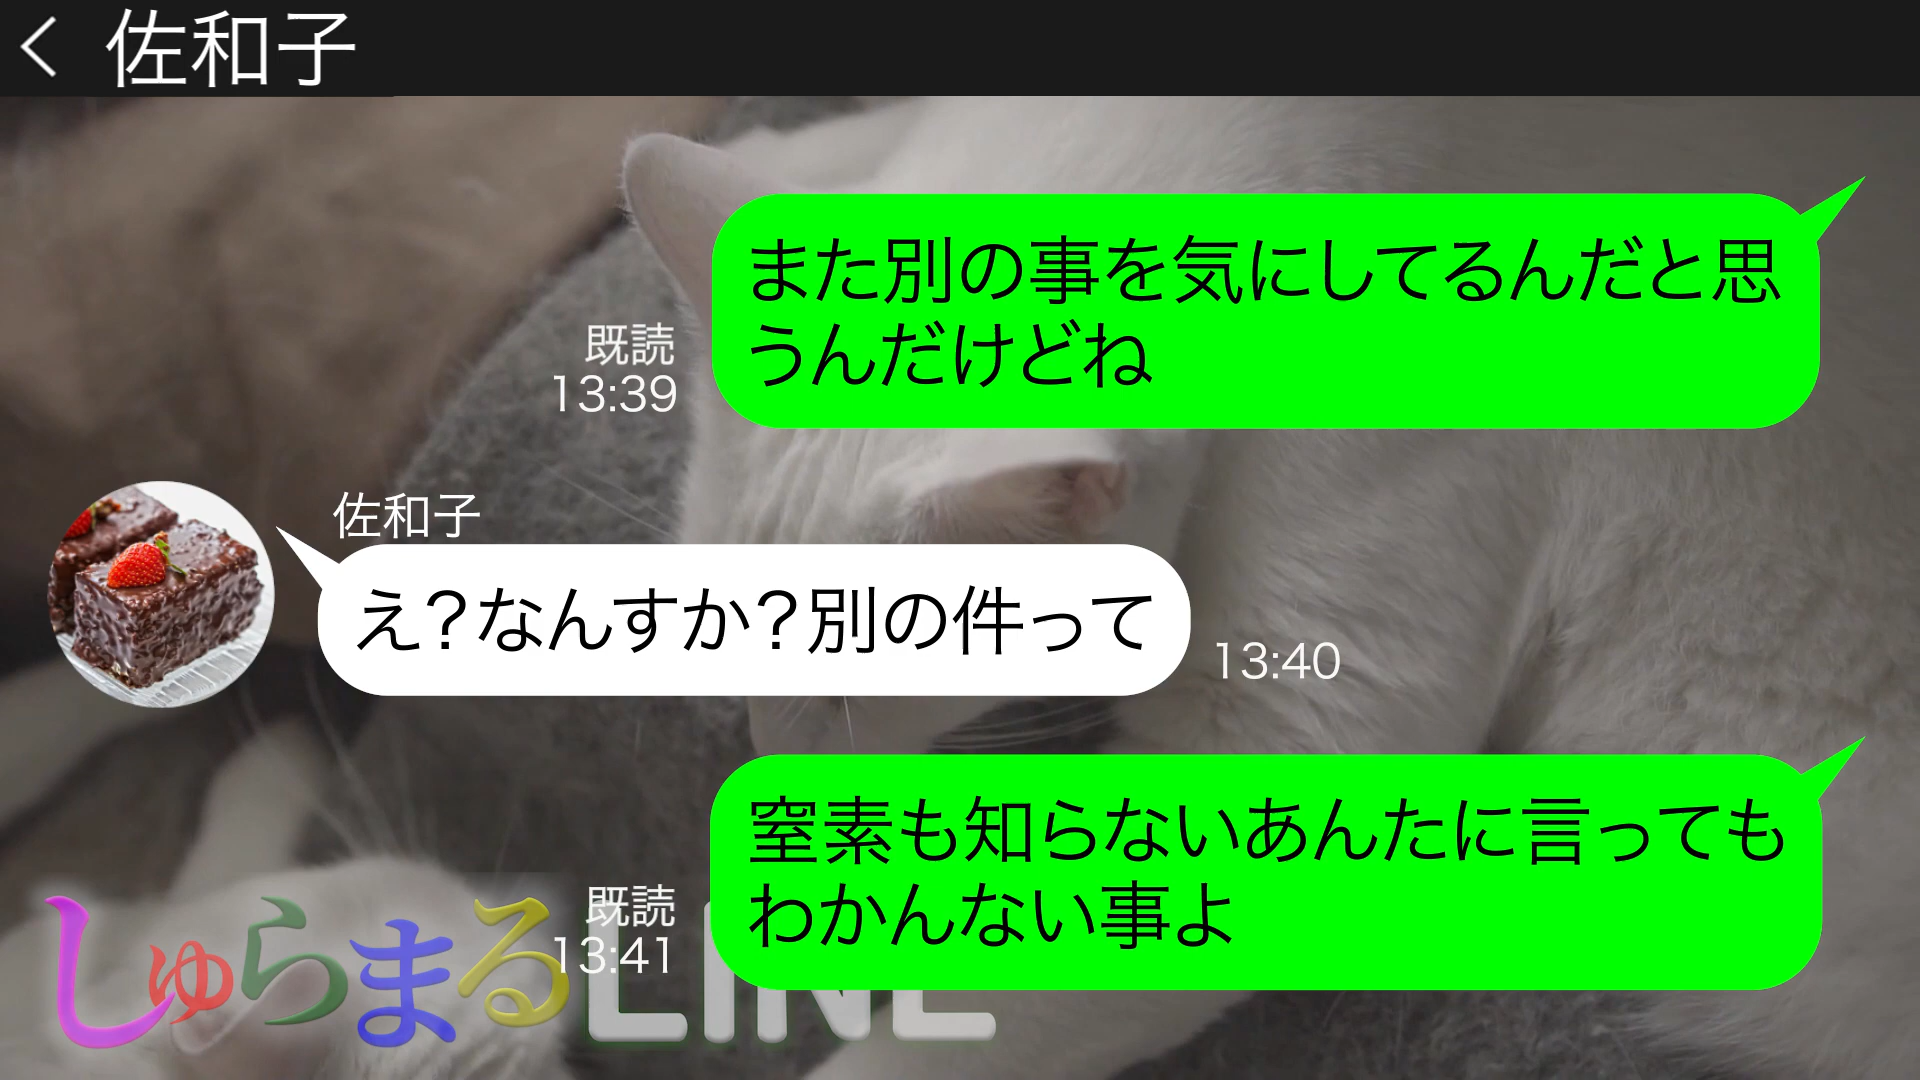 佐和子
また別の事を気にしてるんだと思
うんだけどね
既読
13:39
佐和子
え?なんすか?別の件って
13:40
窒素も知らないあんたに言っても
わかんない事よ
既読
13:41
しゅらまるLINE